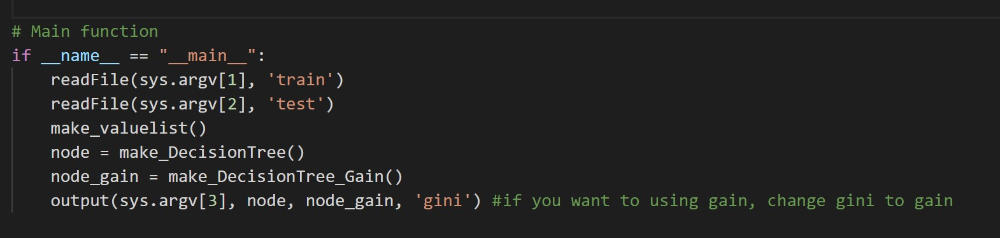 # Main function
if __name__ == "__main__":
    readFile(sys.argv[1], 'train')
    readFile(sys.argv[2], 'test')
    make_valuelist()
    node = make_DecisionTree()
    node_gain = make_DecisionTree_Gain()
    output(sys.argv[3], node, node_gain, 'gini') #if you want to using gain, change gini to gain